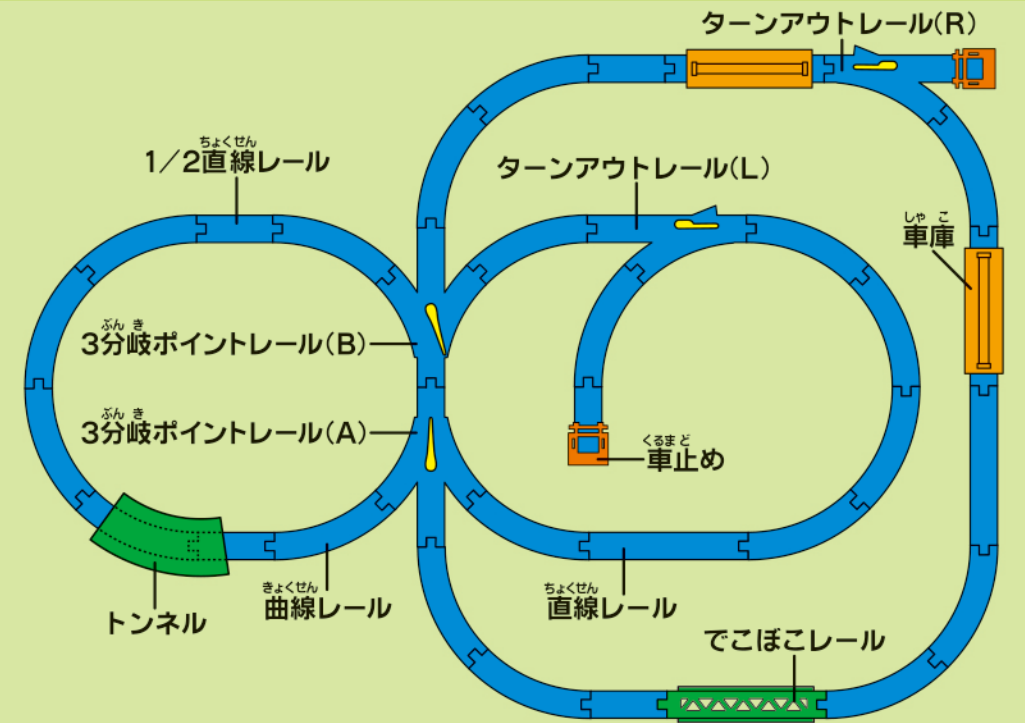 ターンアウトレール(R)
ちょくせん
1/2直線レール
ターンアウトレール(L)
しゃこ
車庫
ぶんき
3分岐ポイントレール(B)
ぶんき
3分岐ポイントレール(A)
くるまど
車止め
トンネル
きょくせん
曲線レール
ちょくせん
直線レール
でこぼこレール